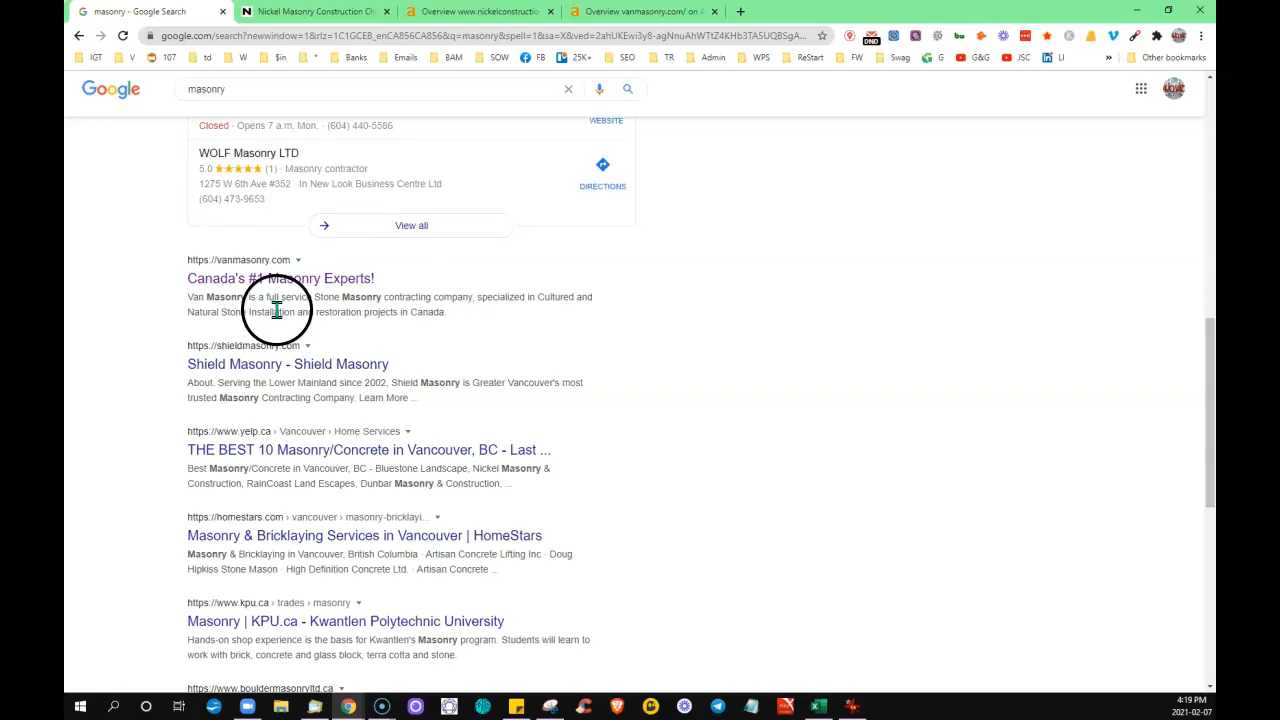 masonry - Google Search
Nickel Masonry Construction Ch
Overview www.nickelconstructio
Overview vanmasonry.com/ on A
google.com/search?newwindow=1&rlz=1C1GCEB_enCA856CA856&q=masonry&spell=1&sa=X&ved=2ahUKEwi3y8-agNnuAhWTtZ4KHb3TA5UQBSgA...
DND
IGT V 107 td W $in * Banks Emails BAM SOW FB 25K+ SEO TR Admin WPS ReStart FW Swag G G&G JSC LI » Other bookmarks
Google
masonry
Closed · Opens 7 a.m. Mon. · (604) 440-5586
WEBSITE
WOLF Masonry LTD
5.0 (1) · Masonry contractor
1275 W 6th Ave #352 · In New Look Business Centre Ltd
(604) 473-9653
DIRECTIONS
View all
https://vanmasonry.com
Canada's #1 Masonry Experts!
Van Masonry is a full service Stone Masonry contracting company, specialized in Cultured and
Natural Stone Installation and restoration projects in Canada.
https://shieldmasonry.com
Shield Masonry - Shield Masonry
About. Serving the Lower Mainland since 2002, Shield Masonry is Greater Vancouver's most
trusted Masonry Contracting Company. Learn More ...
https://www.yelp.ca › Vancouver › Home Services
THE BEST 10 Masonry/Concrete in Vancouver, BC - Last ...
Best Masonry/Concrete in Vancouver, BC - Bluestone Landscape, Nickel Masonry &
Construction, RainCoast Land Escapes, Dunbar Masonry & Construction, ...
https://homestars.com › vancouver › masonry-bricklayi...
Masonry & Bricklaying Services in Vancouver | HomeStars
Masonry & Bricklaying in Vancouver, British Columbia · Artisan Concrete Lifting Inc · Doug
Hipkiss Stone Mason · High Definition Concrete Ltd. · Artisan Concrete ...
https://www.kpu.ca › trades › masonry
Masonry | KPU.ca - Kwantlen Polytechnic University
Hands-on shop experience is the basis for Kwantlen's Masonry program. Students will learn to
work with brick, concrete and glass block, terra cotta and stone.
https://www.bouldermasonryltd.ca
4:19 PM
2021-02-07